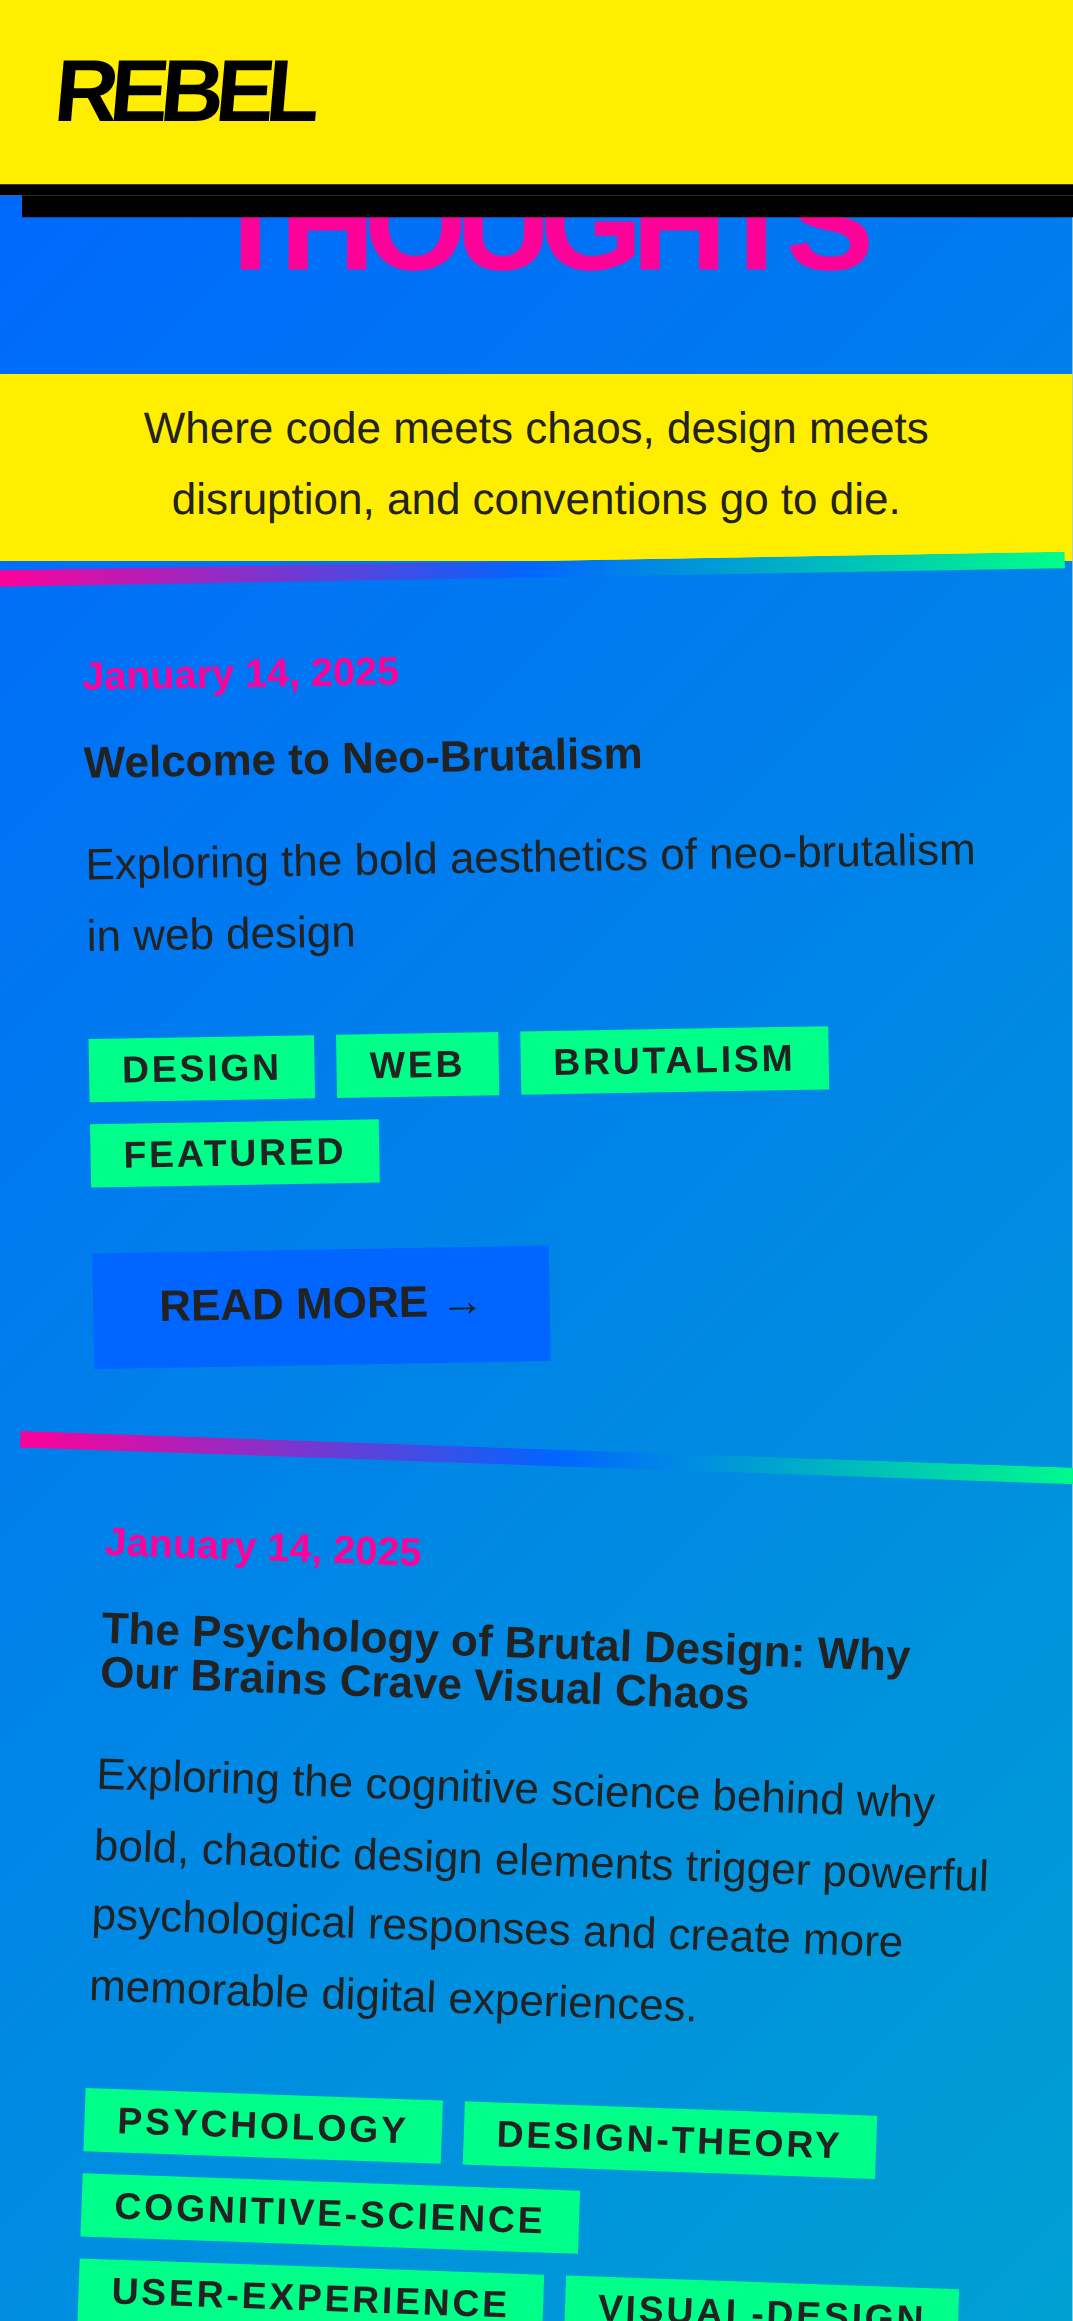 REBEL
THOUGHTS
Where code meets chaos, design meets
disruption, and conventions go to die.
January 14, 2025
Welcome to Neo-Brutalism
Exploring the bold aesthetics of neo-brutalism
in web design
DESIGN WEB BRUTALISM
FEATURED
READ MORE →
January 14, 2025
The Psychology of Brutal Design: Why
Our Brains Crave Visual Chaos
Exploring the cognitive science behind why
bold, chaotic design elements trigger powerful
psychological responses and create more
memorable digital experiences.
PSYCHOLOGY DESIGN-THEORY
COGNITIVE-SCIENCE
USER-EXPERIENCE VISUAL-DESIGN